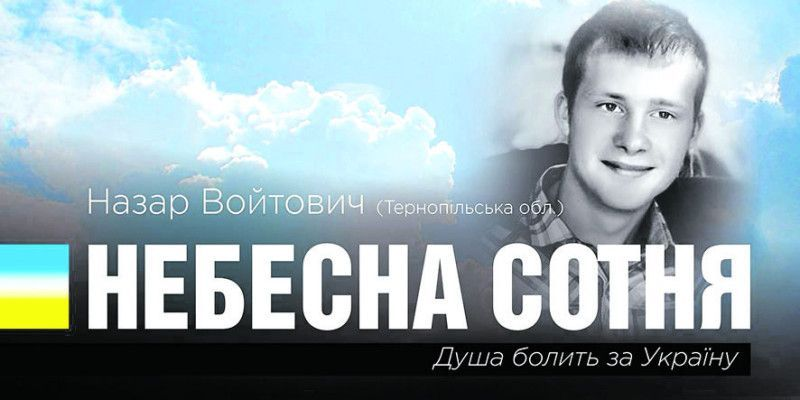 Назар Войтович (Тернопільська обл.)
НЕБЕСНА СОТНЯ
Душа болить за Україну